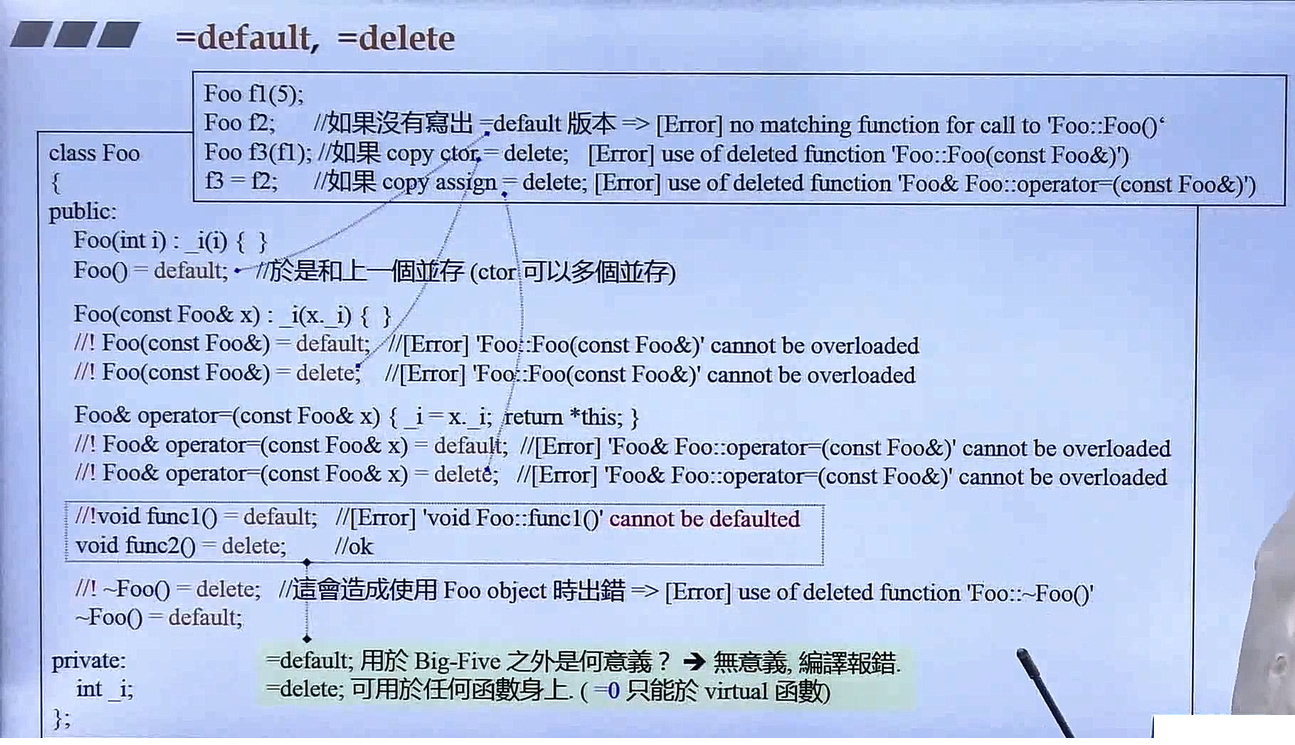 =default, =delete
Foo f1(5);
Foo f2; //如果沒有寫出 =default 版本 => [Error] no matching function for call to 'Foo::Foo()‘
Foo f3(f1); //如果 copy ctor = delete; [Error] use of deleted function 'Foo::Foo(const Foo&)')
f3 = f2; //如果 copy assign = delete; [Error] use of deleted function 'Foo& Foo::operator=(const Foo&)')
class Foo
{
public:
Foo(int i) : _i(i) { }
Foo() = default; //於是和上一個並存 (ctor 可以多個並存)
Foo(const Foo& x) : _i(x._i) { }
//! Foo(const Foo&) = default; //[Error] 'Foo::Foo(const Foo&)' cannot be overloaded
//! Foo(const Foo&) = delete; //[Error] 'Foo::Foo(const Foo&)' cannot be overloaded
Foo& operator=(const Foo& x) { _i = x._i; return *this; }
//! Foo& operator=(const Foo& x) = default; //[Error] 'Foo& Foo::operator=(const Foo&)' cannot be overloaded
//! Foo& operator=(const Foo& x) = delete; //[Error] 'Foo& Foo::operator=(const Foo&)' cannot be overloaded
//!void func1() = default; //[Error] 'void Foo::func1()' cannot be defaulted
void func2() = delete; //ok
//! ~Foo() = delete; //這會造成使用 Foo object 時出錯 => [Error] use of deleted function 'Foo::~Foo()'
~Foo() = default;
private:
int _i;
};
=default; 用於 Big-Five 之外是何意義？ ➔ 無意義, 編譯報錯.
=delete; 可用於任何函數身上. ( =0 只能於 virtual 函數)